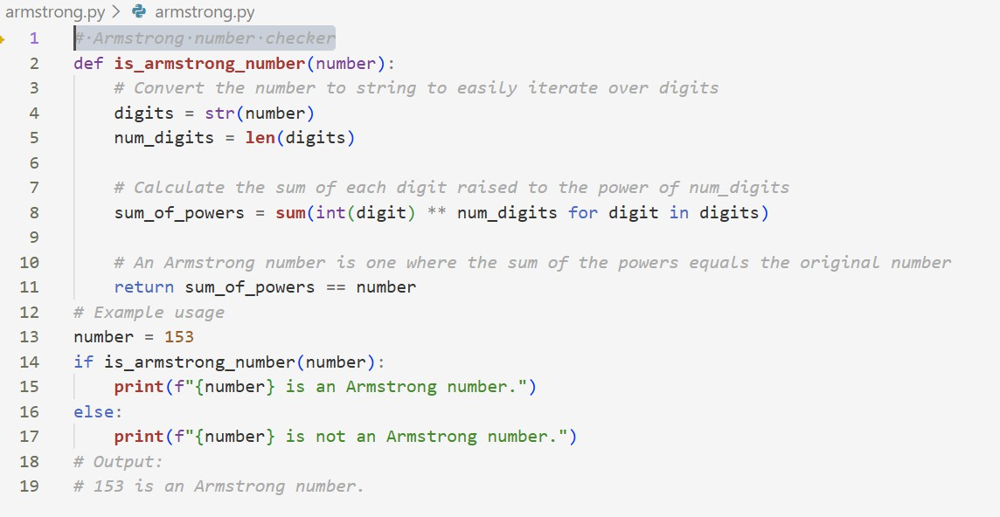 armstrong.py > armstrong.py
1 #·Armstrong·number·checker
2 def is_armstrong_number(number):
3     # Convert the number to string to easily iterate over digits
4     digits = str(number)
5     num_digits = len(digits)
6
7     # Calculate the sum of each digit raised to the power of num_digits
8     sum_of_powers = sum(int(digit) ** num_digits for digit in digits)
9
10     # An Armstrong number is one where the sum of the powers equals the original number
11     return sum_of_powers == number
12 # Example usage
13 number = 153
14 if is_armstrong_number(number):
15     print(f"{number} is an Armstrong number.")
16 else:
17     print(f"{number} is not an Armstrong number.")
18 # Output:
19 # 153 is an Armstrong number.